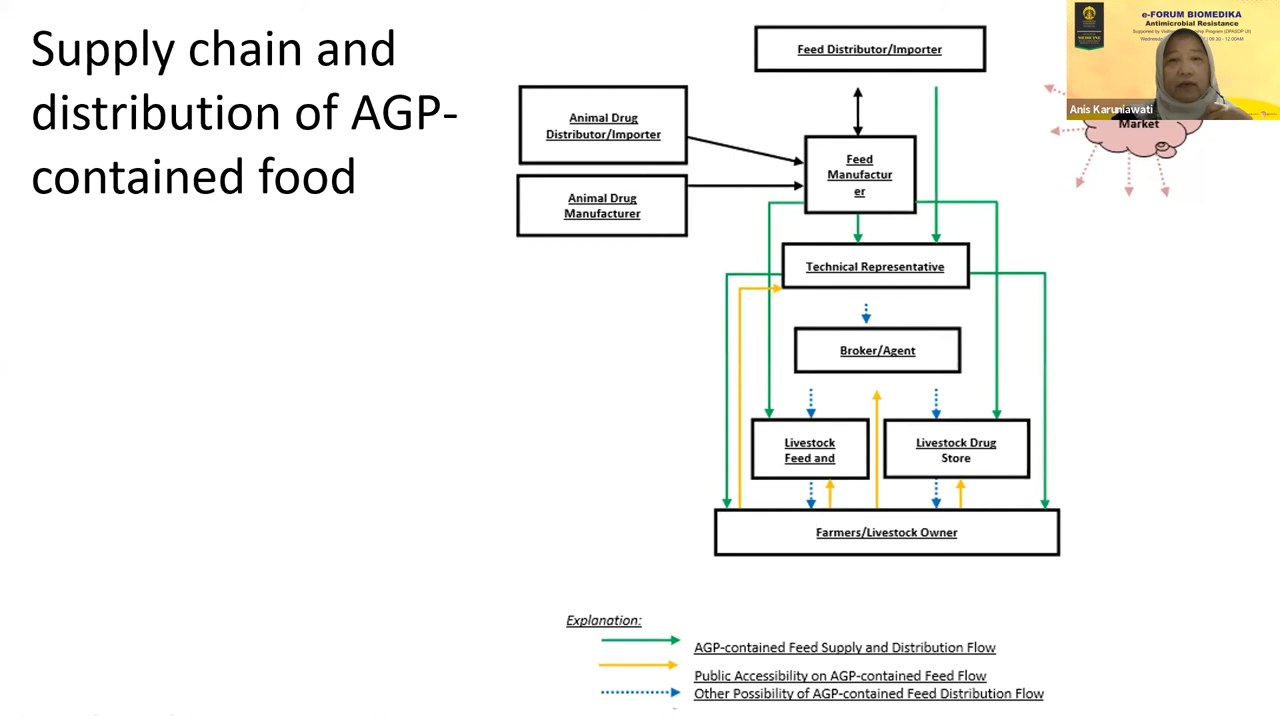 Supply chain and
distribution of AGP-
contained food
Feed Distributor/Importer
Animal Drug
Distributor/Importer
Feed
Manufactur
er
Animal Drug
Manufacturer
Technical Representative
Broker/Agent
Livestock
Feed and
Livestock Drug
Store
Farmers/Livestock Owner
Explanation:
AGP-contained Feed Supply and Distribution Flow
Public Accessibility on AGP-contained Feed Flow
Other Possibility of AGP-contained Feed Distribution Flow
e-FORUM BIOMEDIKA
Antimicrobial Resistance
Anis Karuniawati
Market